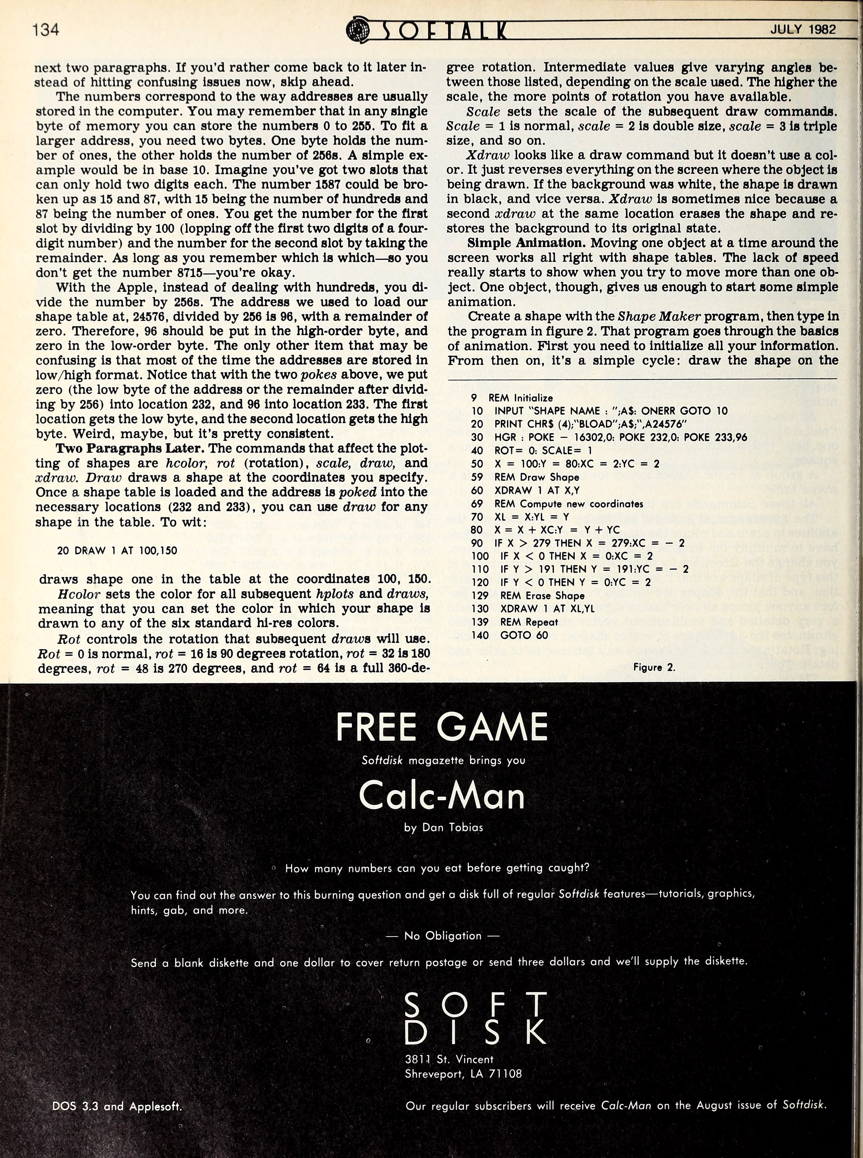 134
SOFTALK
JULY 1982
next two paragraphs. If you'd rather come back to it later in-
stead of hitting confusing issues now, skip ahead.
The numbers correspond to the way addresses are usually
stored in the computer. You may remember that in any single
byte of memory you can store the numbers 0 to 255. To fit a
larger address, you need two bytes. One byte holds the num-
ber of ones, the other holds the number of 256s. A simple ex-
ample would be in base 10. Imagine you've got two slots that
can only hold two digits each. The number 1587 could be bro-
ken up as 15 and 87, with 15 being the number of hundreds and
87 being the number of ones. You get the number for the first
slot by dividing by 100 (lopping off the first two digits of a four-
digit number) and the number for the second slot by taking the
remainder. As long as you remember which is which—so you
don't get the number 8715—you're okay.
With the Apple, instead of dealing with hundreds, you di-
vide the number by 256s. The address we used to load our
shape table at, 24576, divided by 256 is 96, with a remainder of
zero. Therefore, 96 should be put in the high-order byte, and
zero in the low-order byte. The only other item that may be
confusing is that most of the time the addresses are stored in
low/high format. Notice that with the two pokes above, we put
zero (the low byte of the address or the remainder after divid-
ing by 256) into location 232, and 96 into location 233. The first
location gets the low byte, and the second location gets the high
byte. Weird, maybe, but it's pretty consistent.
Two Paragraphs Later. The commands that affect the plot-
ting of shapes are hcolor, rot (rotation), scale, draw, and
xdraw. Draw draws a shape at the coordinates you specify.
Once a shape table is loaded and the address is poked into the
necessary locations (232 and 233), you can use draw for any
shape in the table. To wit:
20 DRAW 1 AT 100,150
draws shape one in the table at the coordinates 100, 150.
Hcolor sets the color for all subsequent hplots and draws,
meaning that you can set the color in which your shape is
drawn to any of the six standard hi-res colors.
Rot controls the rotation that subsequent draws will use.
Rot = 0 is normal, rot = 16 is 90 degrees rotation, rot = 32 is 180
degrees, rot = 48 is 270 degrees, and rot = 64 is a full 360-de-
gree rotation. Intermediate values give varying angles be-
tween those listed, depending on the scale used. The higher the
scale, the more points of rotation you have available.
Scale sets the scale of the subsequent draw commands.
Scale = 1 is normal, scale = 2 is double size, scale = 3 is triple
size, and so on.
Xdraw looks like a draw command but it doesn't use a col-
or. It just reverses everything on the screen where the object is
being drawn. If the background was white, the shape is drawn
in black, and vice versa. Xdraw is sometimes nice because a
second xdraw at the same location erases the shape and re-
stores the background to its original state.
Simple Animation. Moving one object at a time around the
screen works all right with shape tables. The lack of speed
really starts to show when you try to move more than one ob-
ject. One object, though, gives us enough to start some simple
animation.
Create a shape with the Shape Maker program, then type in
the program in figure 2. That program goes through the basics
of animation. First you need to initialize all your information.
From then on, it's a simple cycle: draw the shape on the
9 REM Initialize
10 INPUT "SHAPE NAME : ";A$: ONERR GOTO 10
20 PRINT CHR$ (4);"BLOAD";A$;",A24576"
30 HGR : POKE - 16302,0: POKE 232,0: POKE 233,96
40 ROT= 0: SCALE= 1
50 X = 100:Y = 80:XC = 2:YC = 2
59 REM Draw Shape
60 XDRAW 1 AT X,Y
69 REM Compute new coordinates
70 XL = X:YL = Y
80 X = X + XC:Y = Y + YC
90 IF X > 279 THEN X = 279:XC = - 2
100 IF X < 0 THEN X = 0:XC = 2
110 IF Y > 191 THEN Y = 191:YC = - 2
120 IF Y < 0 THEN Y = 0:YC = 2
129 REM Erase Shape
130 XDRAW 1 AT XL,YL
139 REM Repeat
140 GOTO 60
Figure 2.
FREE GAME
Softdisk magazette brings you
Calc-Man
by Dan Tobias
How many numbers can you eat before getting caught?
You can find out the answer to this burning question and get a disk full of regular Softdisk features—tutorials, graphics,
hints, gab, and more.
— No Obligation —
Send a blank diskette and one dollar to cover return postage or send three dollars and we'll supply the diskette.
SOFT
DISK
3811 St. Vincent
Shreveport, LA 71108
DOS 3.3 and Applesoft.
Our regular subscribers will receive Calc-Man on the August issue of Softdisk.